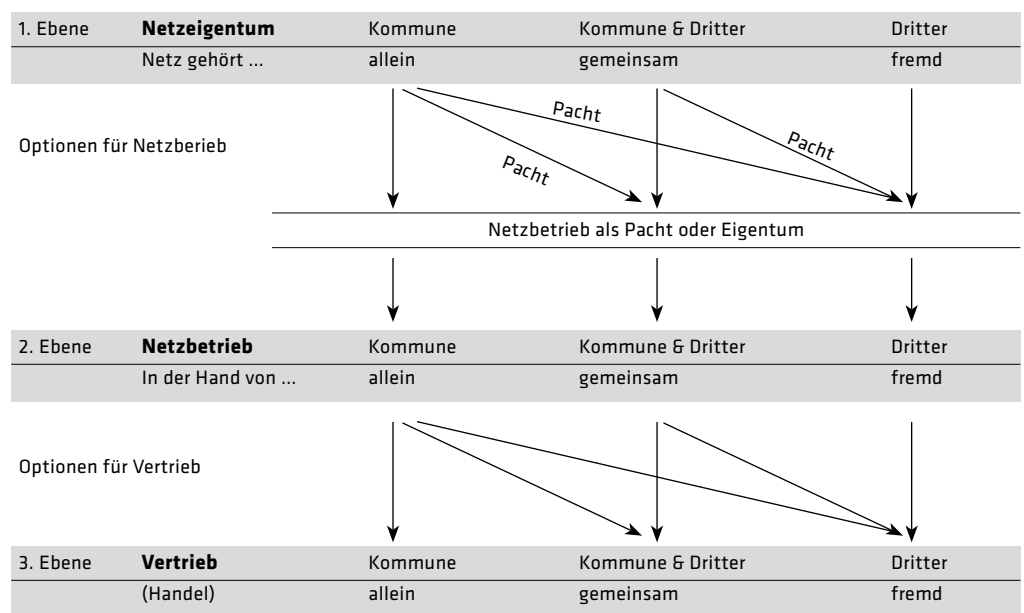 1. Ebene Netzeigentum Kommune Kommune & Dritter Dritter
Netz gehört ... allein gemeinsam fremd
Pacht
Pacht
Optionen für Netzberieb
Pacht
Netzbetrieb als Pacht oder Eigentum
2. Ebene Netzbetrieb Kommune Kommune & Dritter Dritter
In der Hand von ... allein gemeinsam fremd
Optionen für Vertrieb
3. Ebene Vertrieb Kommune Kommune & Dritter Dritter
(Handel) allein gemeinsam fremd